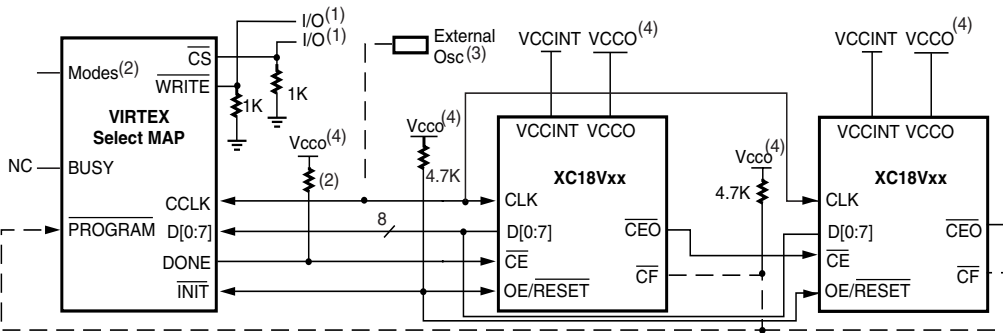 I/O(1)
I/O(1)
External
Osc(3)
VCCINT VCCO(4)
VCCINT VCCO(4)
CS
Modes(2)
WRITE
1K
1K
VIRTEX
Select MAP
Vcco(4)
Vcco(4)
VCCINT VCCO
VCCINT VCCO
Vcco(4)
NC
BUSY
(2)
4.7K
XC18Vxx
4.7K
XC18Vxx
CCLK
CLK
CLK
PROGRAM
D[0:7]
8
D[0:7]
CEO
D[0:7]
CEO
DONE
CE
CF
CE
CF
INIT
OE/RESET
OE/RESET